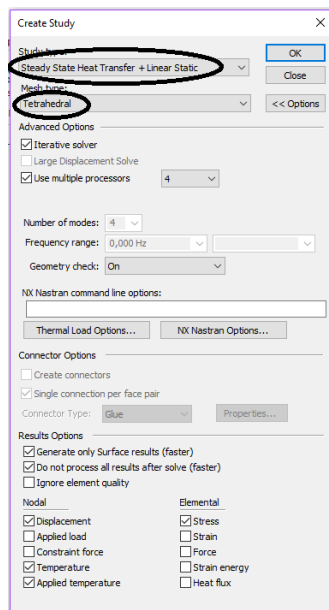 Create Study
Study type:
Steady State Heat Transfer + Linear Static
OK
Mesh type:
Close
Tetrahedral
<< Options
Advanced Options
Iterative solver
Large Displacement Solve
Use multiple processors 4
Number of modes: 4
Frequency range: 0,000 Hz
Geometry check: On
NX Nastran command line options:
Thermal Load Options... NX Nastran Options...
Connector Options
Create connectors
Single connection per face pair
Connector Type: Glue Properties...
Results Options
Generate only Surface results (faster)
Do not process all results after solve (faster)
Ignore element quality
Nodal Elemental
Displacement Stress
Applied load Strain
Constraint force Force
Temperature Strain energy
Applied temperature Heat flux